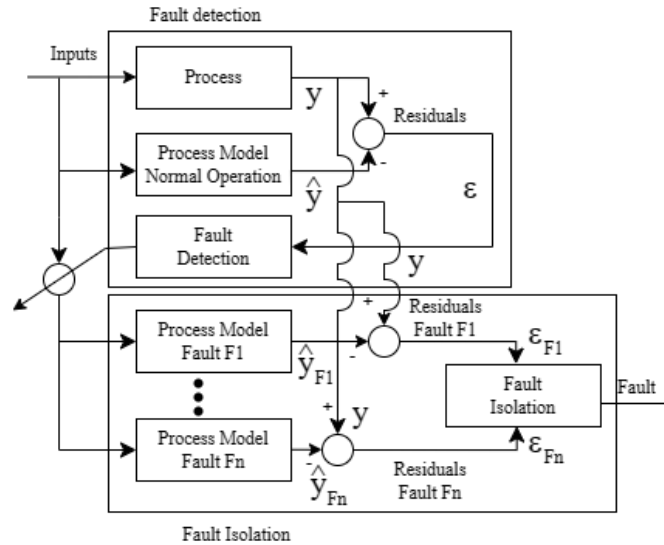 Fault detection
Inputs
Process
y
+
Residuals
Process Model
Normal Operation
ŷ
-
ε
Fault
Detection
y
+
Residuals
Fault F1
Process Model
Fault F1
ŷF1
-
εF1
Fault
Isolation
Fault
+
y
Process Model
Fault Fn
-
ŷFn
Residuals
Fault Fn
εFn
Fault Isolation